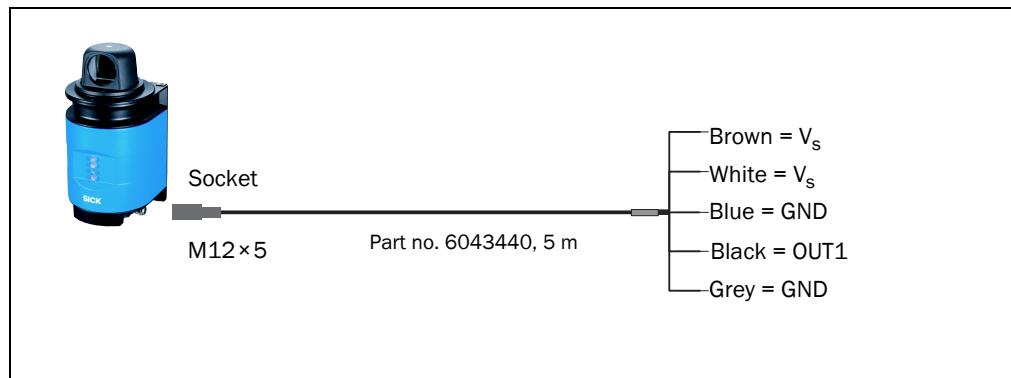 SICK
Socket
M12×5
Part no. 6043440, 5 m
Brown = Vs
White = Vs
Blue = GND
Black = OUT1
Grey = GND